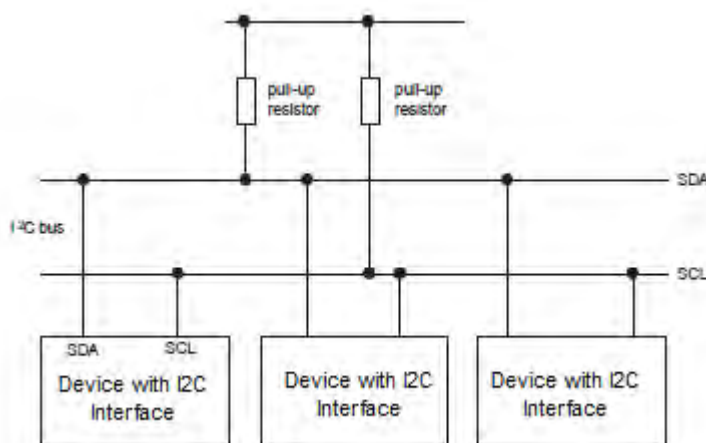 pull-up
resistor
pull-up
resistor
SDA
I²C bus
SCL
SDA
SCL
Device with I2C
Interface
Device with I2C
Interface
Device with I2C
Interface